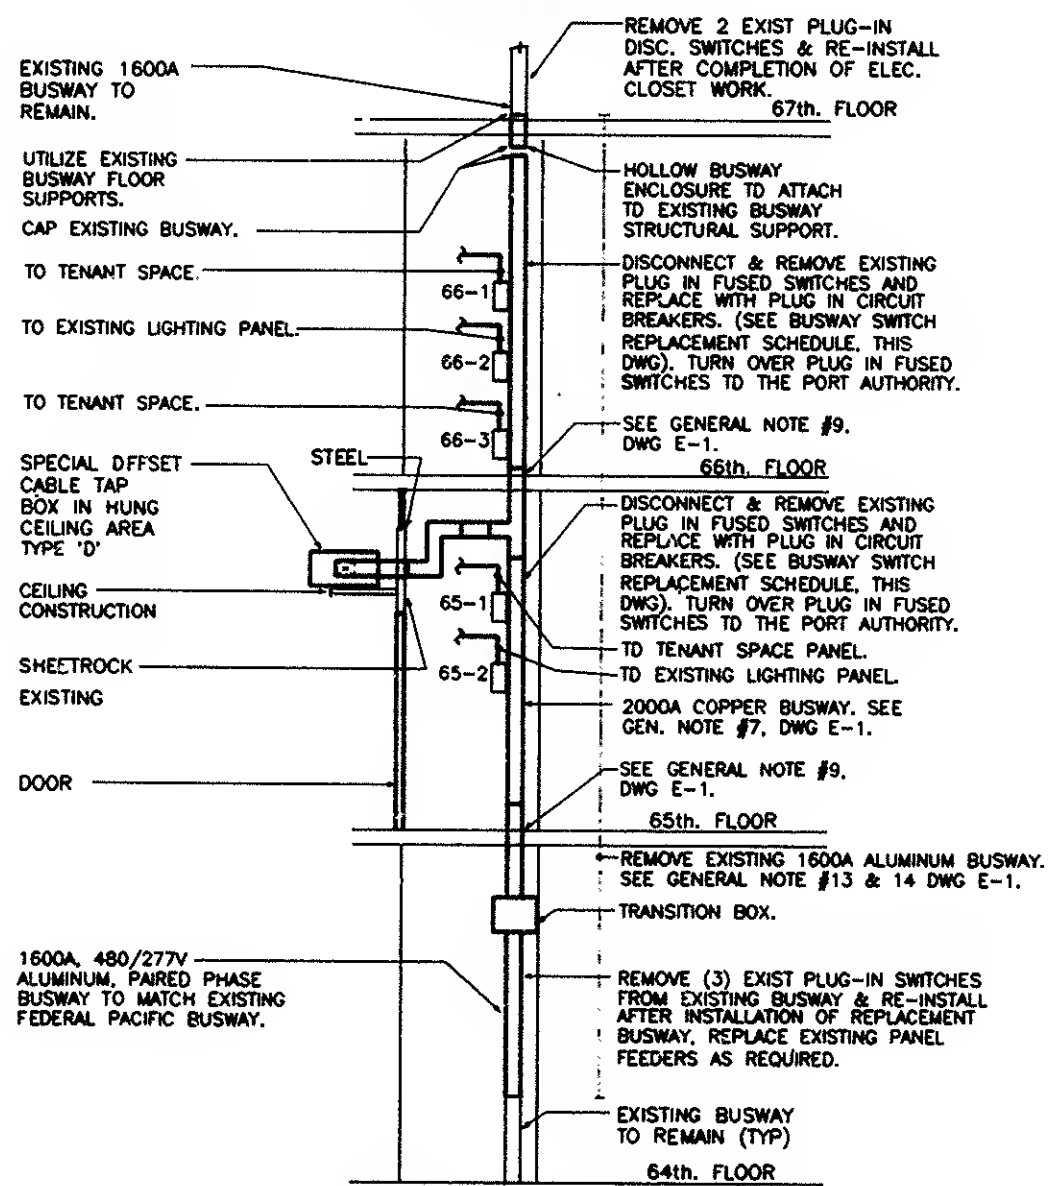 REMOVE 2 EXIST PLUG-IN
DISC. SWITCHES & RE-INSTALL
AFTER COMPLETION OF ELEC.
CLOSET WORK.
67th. FLOOR
EXISTING 1600A
BUSWAY TO
REMAIN.
UTILIZE EXISTING
BUSWAY FLOOR
SUPPORTS.
CAP EXISTING BUSWAY.
HOLLOW BUSWAY
ENCLOSURE TD ATTACH
TD EXISTING BUSWAY
STRUCTURAL SUPPORT.
TO TENANT SPACE.
66-1
TO EXISTING LIGHTING PANEL.
66-2
DISCONNECT & REMOVE EXISTING
PLUG IN FUSED SWITCHES AND
REPLACE WITH PLUG IN CIRCUIT
BREAKERS. (SEE BUSWAY SWITCH
REPLACEMENT SCHEDULE, THIS
DWG). TURN OVER PLUG IN FUSED
SWITCHES TD THE PORT AUTHORITY.
TO TENANT SPACE.
66-3
SEE GENERAL NOTE #9.
DWG E-1.
66th. FLOOR
STEEL
SPECIAL DFFSET
CABLE TAP
BOX IN HUNG
CEILING AREA
TYPE 'D'
CEILING
CONSTRUCTION
DISCONNECT & REMOVE EXISTING
PLUG IN FUSED SWITCHES AND
REPLACE WITH PLUG IN CIRCUIT
BREAKERS. (SEE BUSWAY SWITCH
REPLACEMENT SCHEDULE, THIS
DWG). TURN OVER PLUG IN FUSED
SWITCHES TO THE PORT AUTHORITY.
65-1
TD TENANT SPACE PANEL.
65-2
TD EXISTING LIGHTING PANEL.
SHEETROCK
EXISTING
2000A COPPER BUSWAY. SEE
GEN. NOTE #7, DWG E-1.
DOOR
SEE GENERAL NOTE #9.
DWG E-1.
65th. FLOOR
REMOVE EXISTING 1600A ALUMINUM BUSWAY.
SEE GENERAL NOTE #13 & 14 DWG E-1.
TRANSITION BOX.
1600A, 480/277V
ALUMINUM, PAIRED PHASE
BUSWAY TO MATCH EXISTING
FEDERAL PACIFIC BUSWAY.
REMOVE (3) EXIST PLUG-IN SWITCHES
FROM EXISTING BUSWAY & RE-INSTALL
AFTER INSTALLATION OF REPLACEMENT
BUSWAY, REPLACE EXISTING PANEL
FEEDERS AS REQUIRED.
EXISTING BUSWAY
TO REMAIN (TYP)
64th. FLOOR